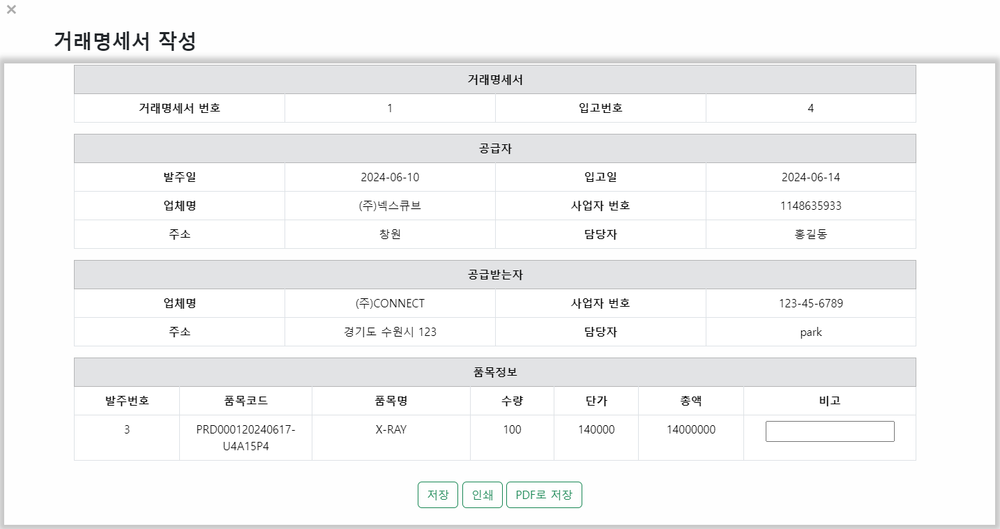 ×
거래명세서 작성
거래명세서
거래명세서 번호 1 입고번호 4
공급자
발주일 2024-06-10 입고일 2024-06-14
업체명 (주)넥스큐브 사업자 번호 1148635933
주소 창원 담당자 홍길동
공급받는자
업체명 (주)CONNECT 사업자 번호 123-45-6789
주소 경기도 수원시 123 담당자 park
품목정보
발주번호 품목코드 품목명 수량 단가 총액 비고
3 PRD000120240617- X-RAY 100 140000 14000000
U4A15P4
저장 인쇄 PDF로 저장